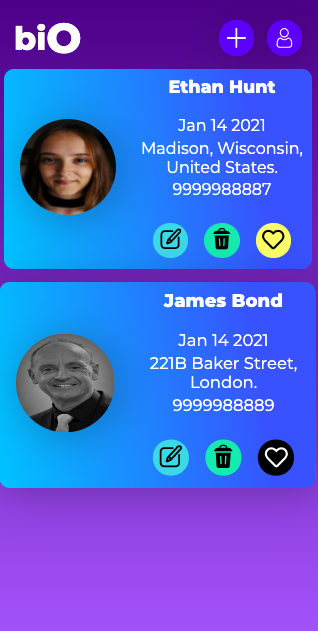 biO
Ethan Hunt
Jan 14 2021
Madison, Wisconsin,
United States.
9999988887
James Bond
Jan 14 2021
221B Baker Street,
London.
9999988889